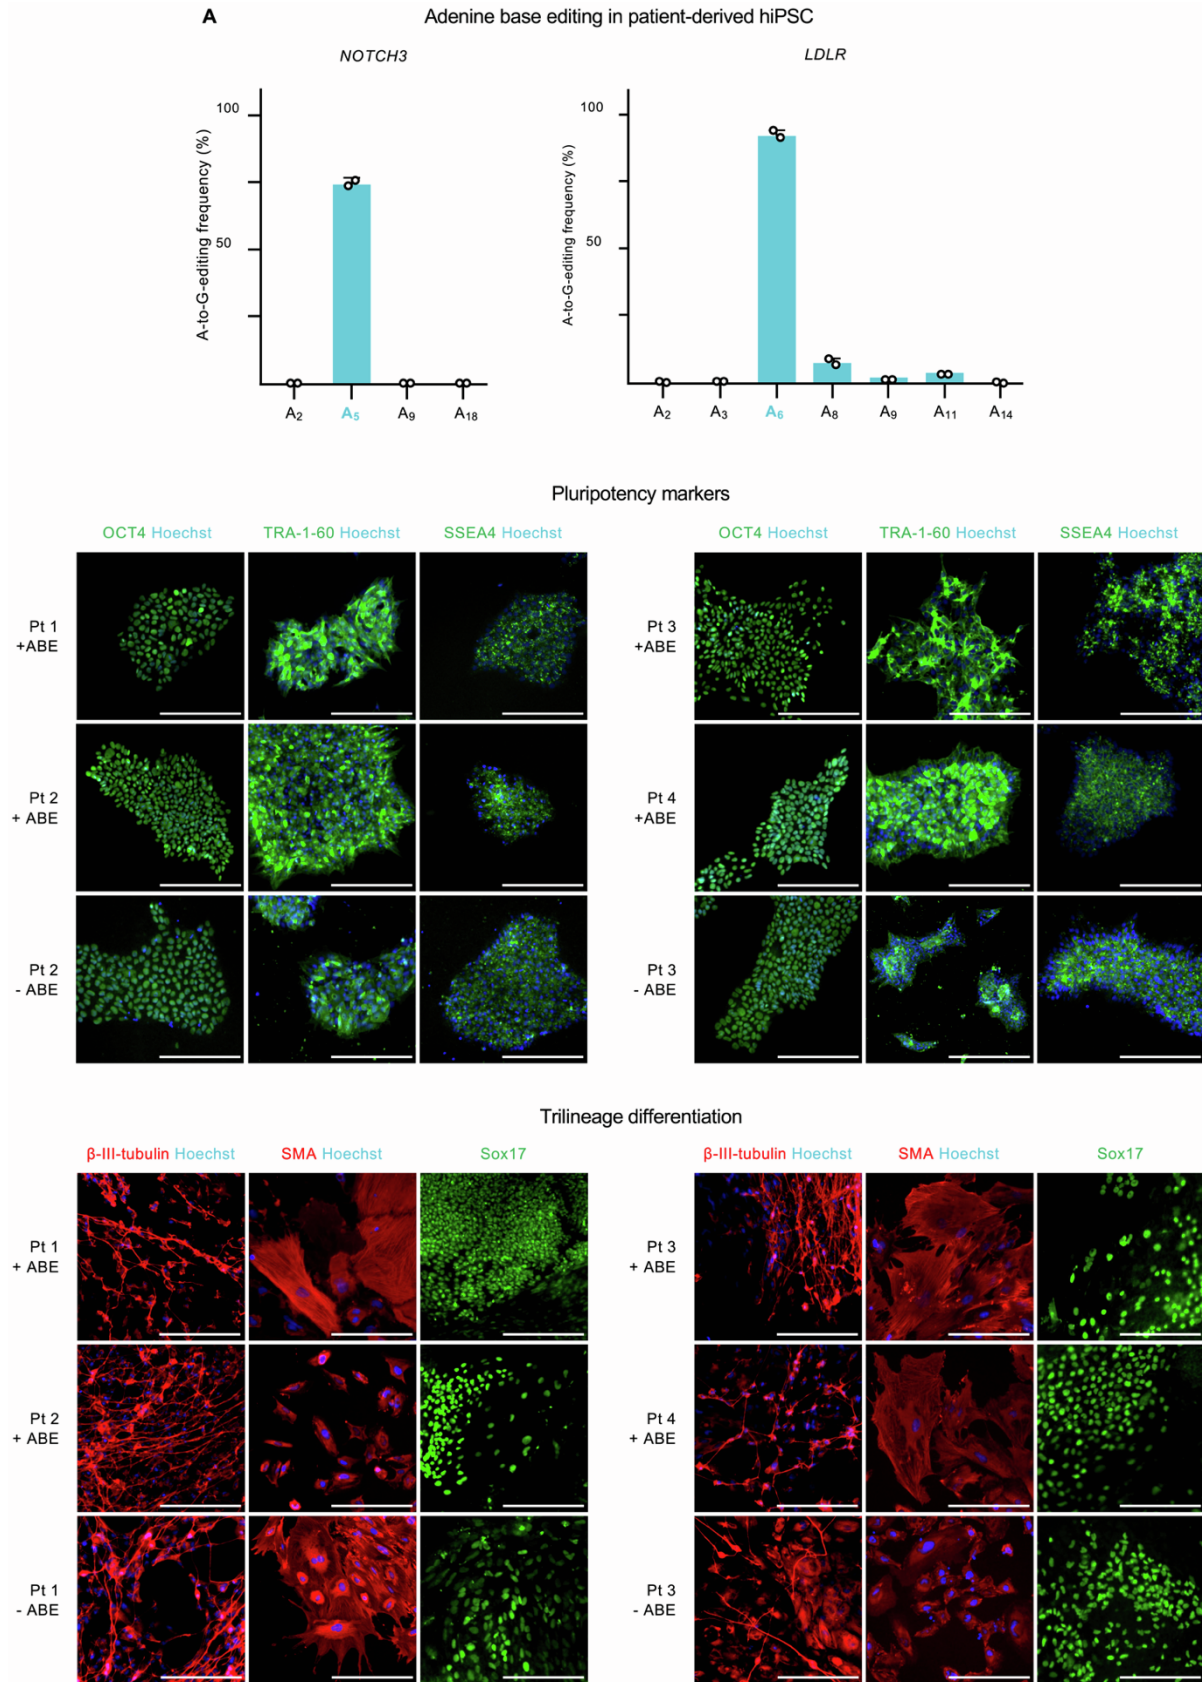 A
Adenine base editing in patient-derived hiPSC
NOTCH3
LDLR
A-to-G-editing frequency (%)
100
50
A2
A5
A9
A18
A-to-G-editing frequency (%)
100
50
A2
A3
A6
A8
A9
A11
A14
Pluripotency markers
OCT4 Hoechst
TRA-1-60 Hoechst
SSEA4 Hoechst
OCT4 Hoechst
TRA-1-60 Hoechst
SSEA4 Hoechst
Pt 1
+ABE
Pt 3
+ABE
Pt 2
+ ABE
Pt 4
+ABE
Pt 2
- ABE
Pt 3
- ABE
Trilineage differentiation
β-III-tubulin Hoechst
SMA Hoechst
Sox17
β-III-tubulin Hoechst
SMA Hoechst
Sox17
Pt 1
+ ABE
Pt 3
+ ABE
Pt 2
+ ABE
Pt 4
+ ABE
Pt 1
- ABE
Pt 3
- ABE